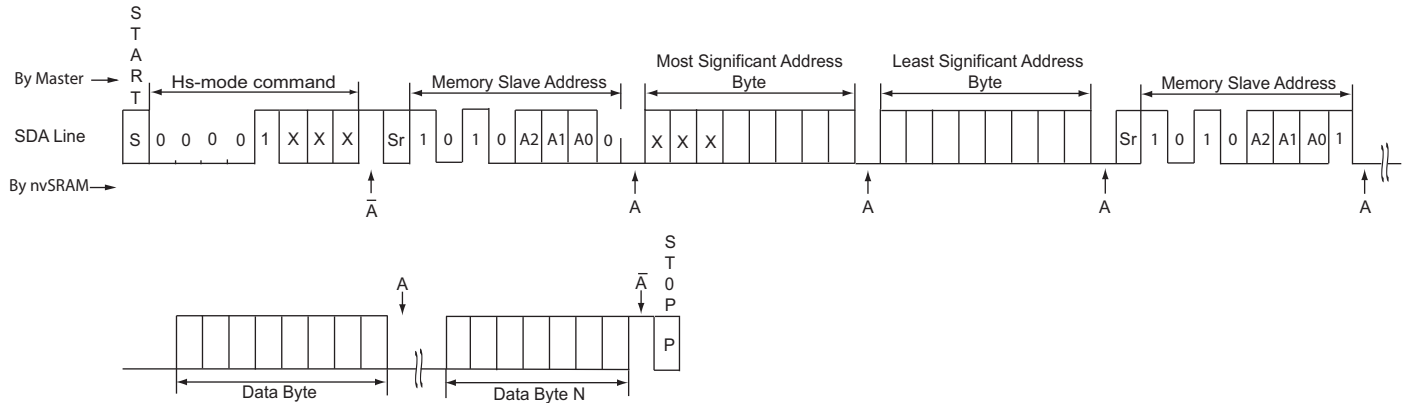 START
By Master
Hs-mode command
Memory Slave Address
Most Significant Address Byte
Least Significant Address Byte
Memory Slave Address
SDA Line
S 0 0 0 0 1 X X X Sr 1 0 1 0 A2 A1 A0 0 X X X Sr 1 0 1 0 A2 A1 A0 1
By nvSRAM
A̅ A A A A
A A̅
ST0P
P
Data Byte
Data Byte N